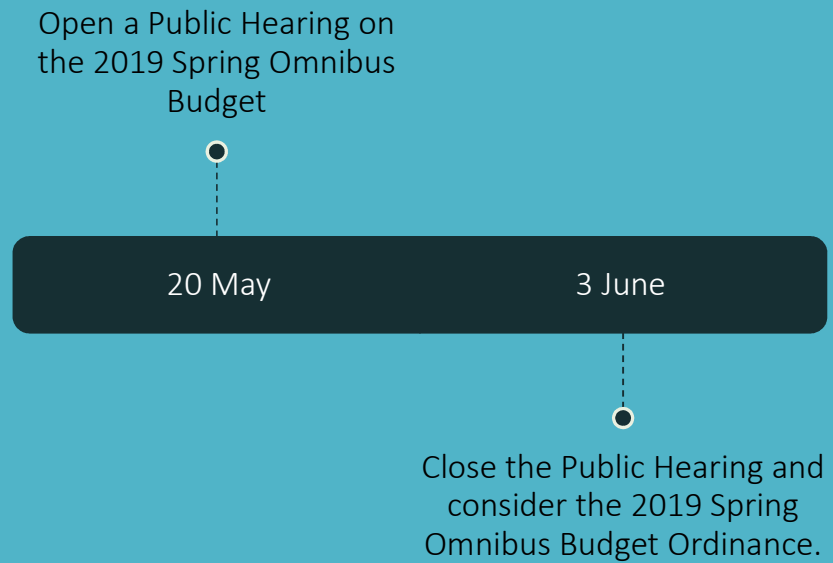 Open a Public Hearing on
the 2019 Spring Omnibus
Budget
20 May
3 June
Close the Public Hearing and
consider the 2019 Spring
Omnibus Budget Ordinance.